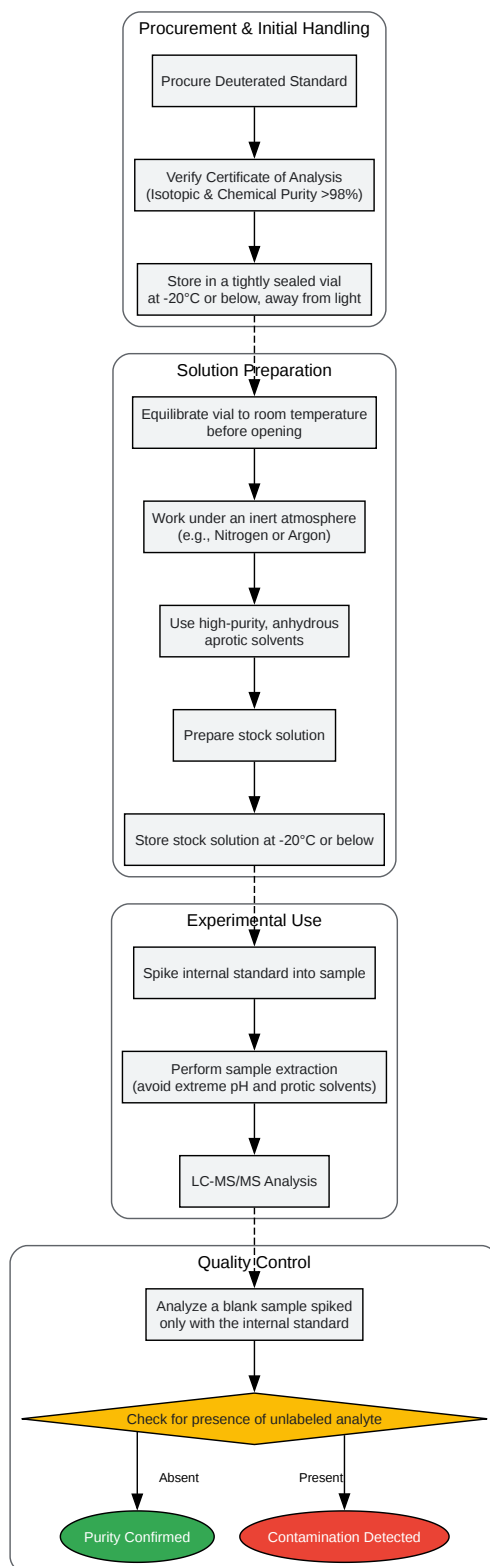 Procurement & Initial Handling
Procure Deuterated Standard
Verify Certificate of Analysis
(Isotopic & Chemical Purity >98%)
Store in a tightly sealed vial
at -20°C or below, away from light
Solution Preparation
Equilibrate vial to room temperature
before opening
Work under an inert atmosphere
(e.g., Nitrogen or Argon)
Use high-purity, anhydrous
aprotic solvents
Prepare stock solution
Store stock solution at -20°C or below
Experimental Use
Spike internal standard into sample
Perform sample extraction
(avoid extreme pH and protic solvents)
LC-MS/MS Analysis
Quality Control
Analyze a blank sample spiked
only with the internal standard
Check for presence of unlabeled analyte
Absent
Present
Purity Confirmed
Contamination Detected